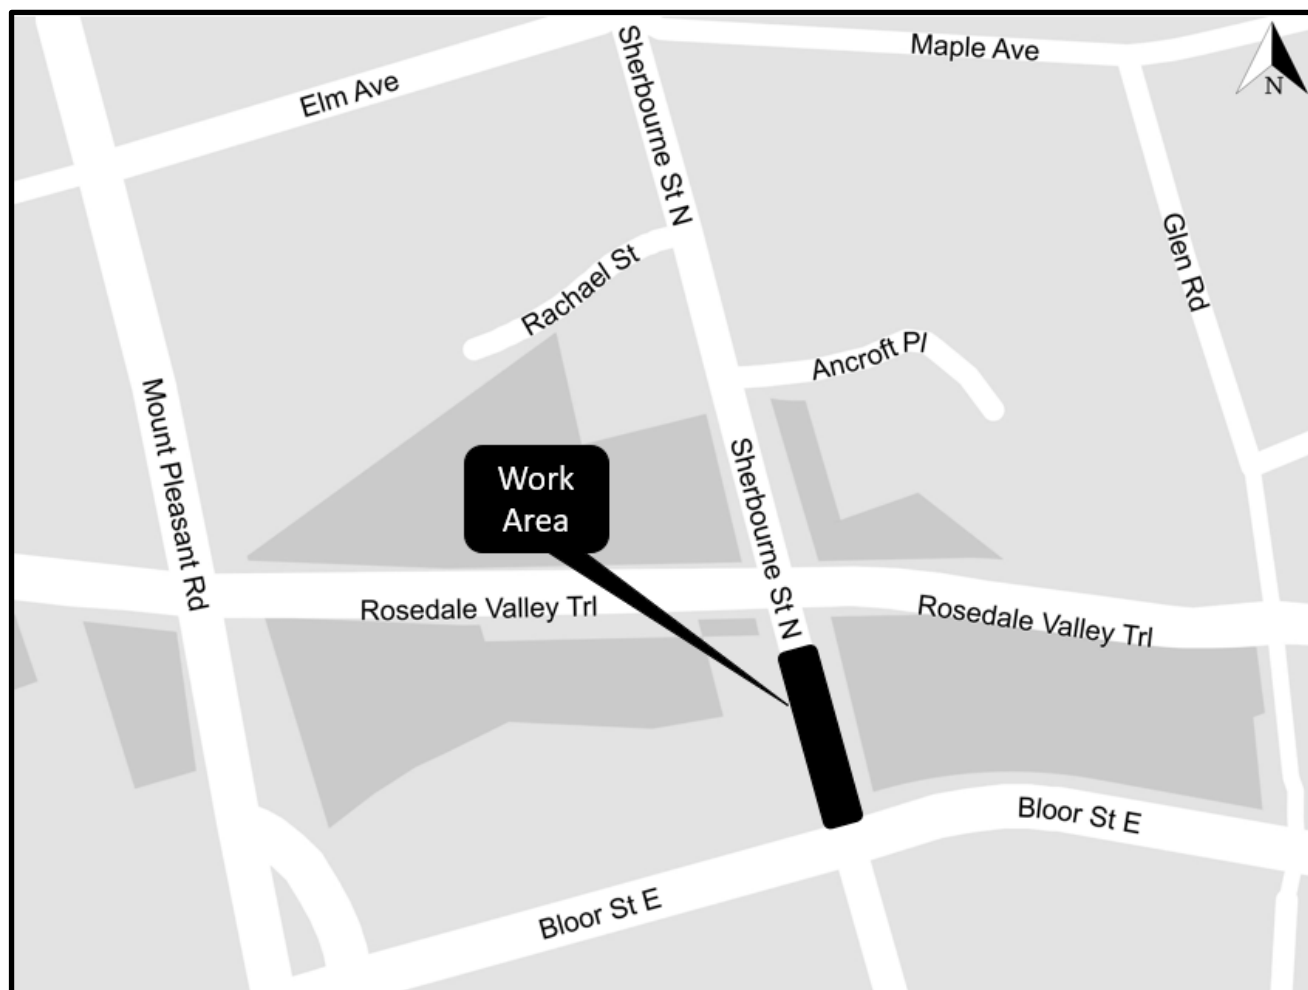 Maple Ave
N
Elm Ave
Sherbourne St N
Glen Rd
Rachael St
Ancroft Pl
Mount Pleasant Rd
Sherbourne St N
Work
Area
Rosedale Valley Trl
Rosedale Valley Trl
Bloor St E
Bloor St E